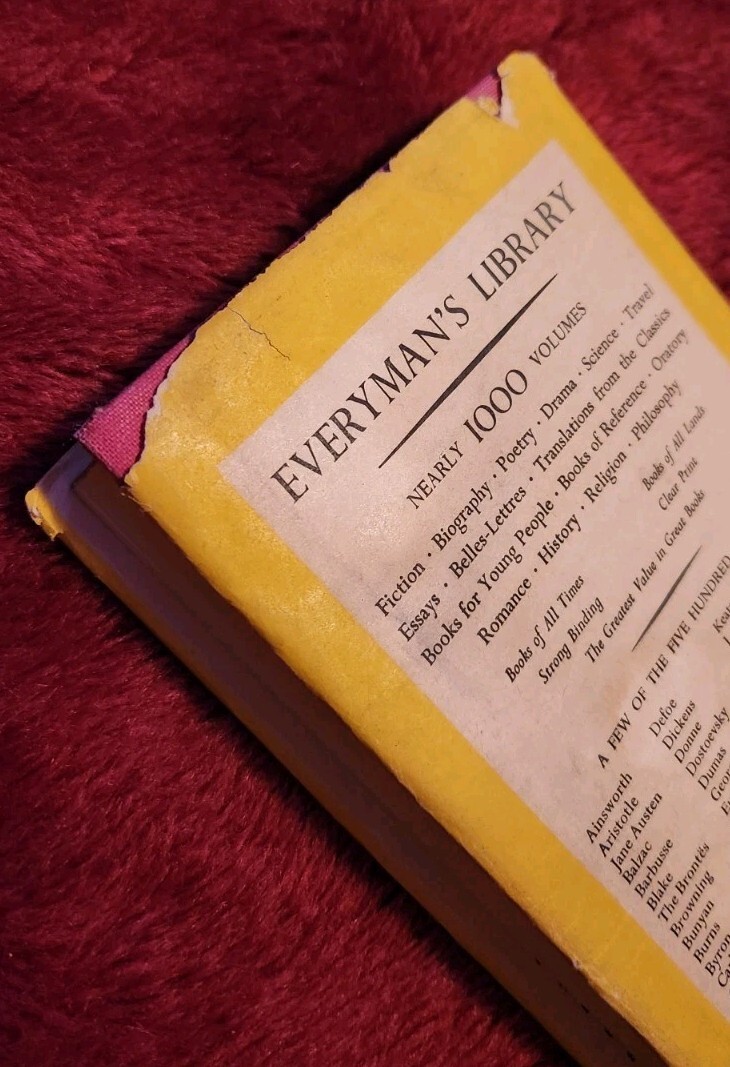 EVERYMAN'S LIBRARY
NEARLY 1000 VOLUMES
Fiction · Biography · Poetry · Drama · Science · Travel
Essays · Belles-Lettres · Translations from the Classics
Books for Young People · Books of Reference · Oratory
Romance · History · Religion · Philosophy
Books of All Times
Books of All Lands
Strong Binding
Clear Print
The Greatest Value in Great Books
A FEW OF THE FIVE HUNDRED
Ainsworth
Aristotle
Jane Austen
Balzac
Barbusse
Blake
The Brontës
Browning
Bunyan
Burns
Byron
Defoe
Dickens
Donne
Dostoevsky
Dumas